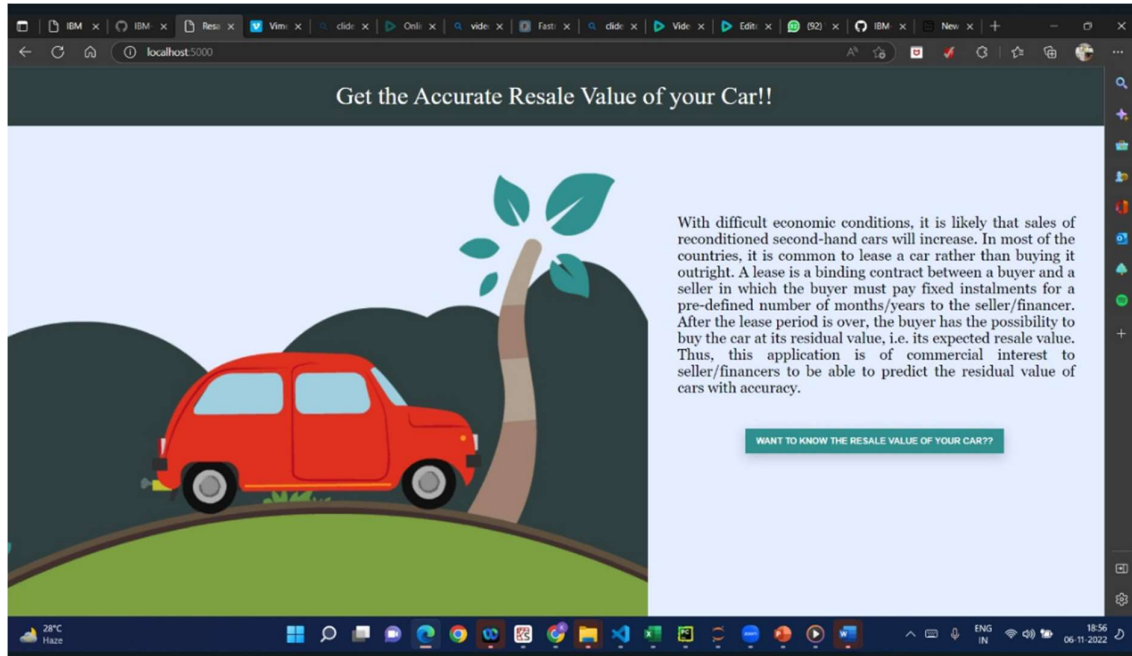 IBM
IBM-
Resa
Vime
clide
Onli
vide
Fast
clide
Vide
Edit
(92)
IBM-
New
localhost:5000
Get the Accurate Resale Value of your Car!!
With difficult economic conditions, it is likely that sales of
reconditioned second-hand cars will increase. In most of the
countries, it is common to lease a car rather than buying it
outright. A lease is a binding contract between a buyer and a
seller in which the buyer must pay fixed instalments for a
pre-defined number of months/years to the seller/financer.
After the lease period is over, the buyer has the possibility to
buy the car at its residual value, i.e. its expected resale value.
Thus, this application is of commercial interest to
seller/financers to be able to predict the residual value of
cars with accuracy.
WANT TO KNOW THE RESALE VALUE OF YOUR CAR??
28°C
Haze
ENG
IN
18:56
06-11-2022